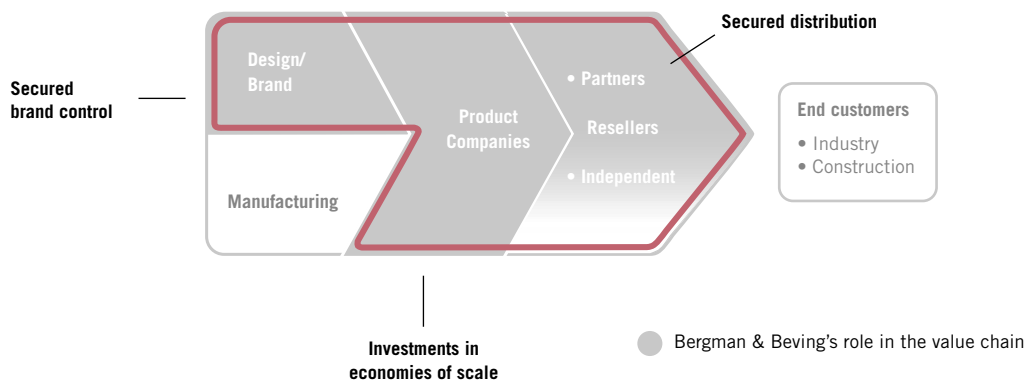 Secured distribution
Design/
Brand
• Partners
Secured
brand control
Product
Companies
Resellers
End customers
• Industry
• Construction
• Independent
Manufacturing
Investments in
economies of scale
Bergman & Beving's role in the value chain